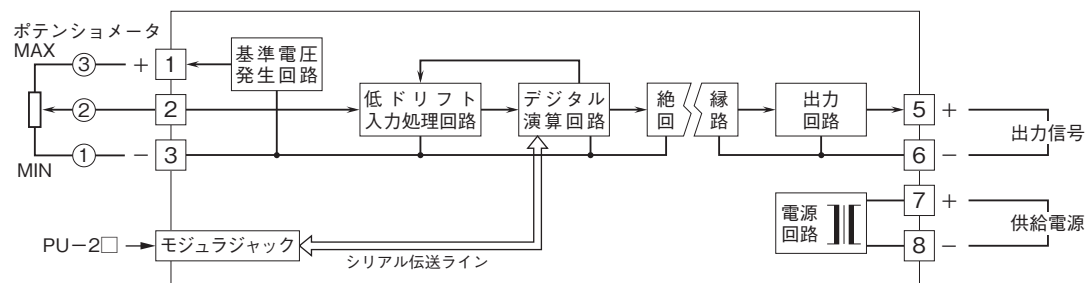 ポテンショメータ
MAX
③
+
1
基準電圧
発生回路
②
2
低ドリフト
入力処理回路
デジタル
演算回路
絶縁
回路
出力
回路
5
+
出力信号
①
−
3
6
−
MIN
電源
回路
7
+
供給電源
8
−
PU−2□
モジュラジャック
シリアル伝送ライン